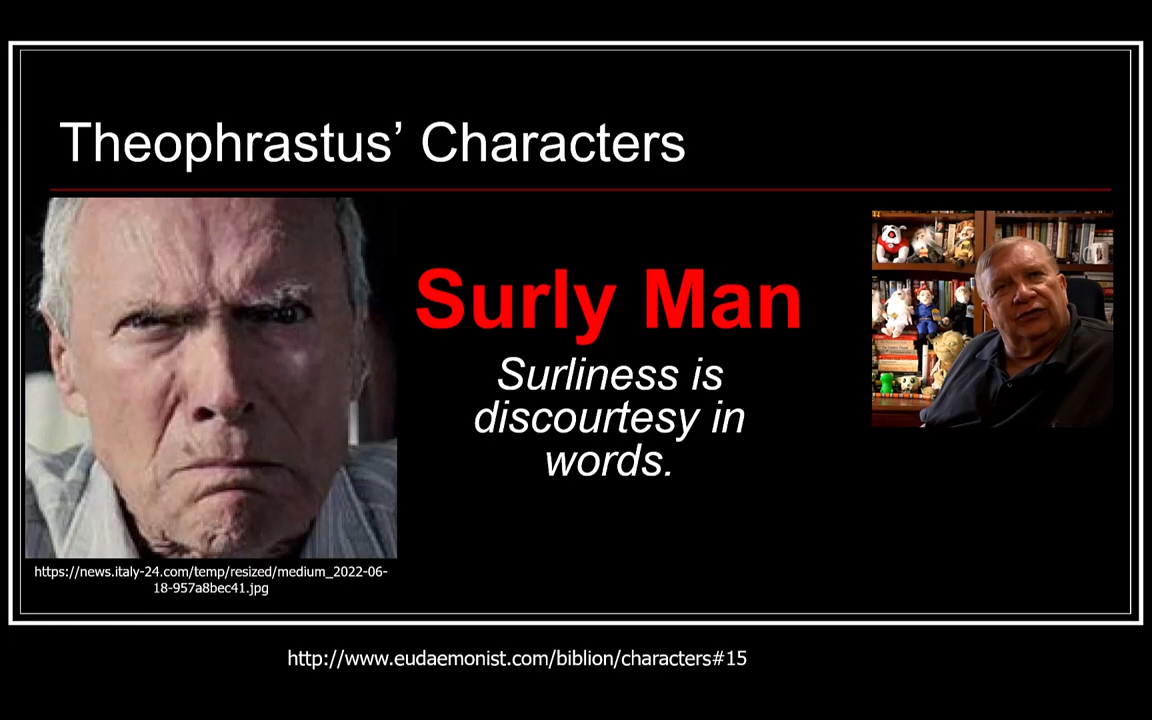 Theophrastus’ Characters
Surly Man
Surliness is
discourtesy in
words.
https://news.italy-24.com/temp/resized/medium_2022-06-
18-957a8bec41.jpg
http://www.eudaemonist.com/biblion/characters#15